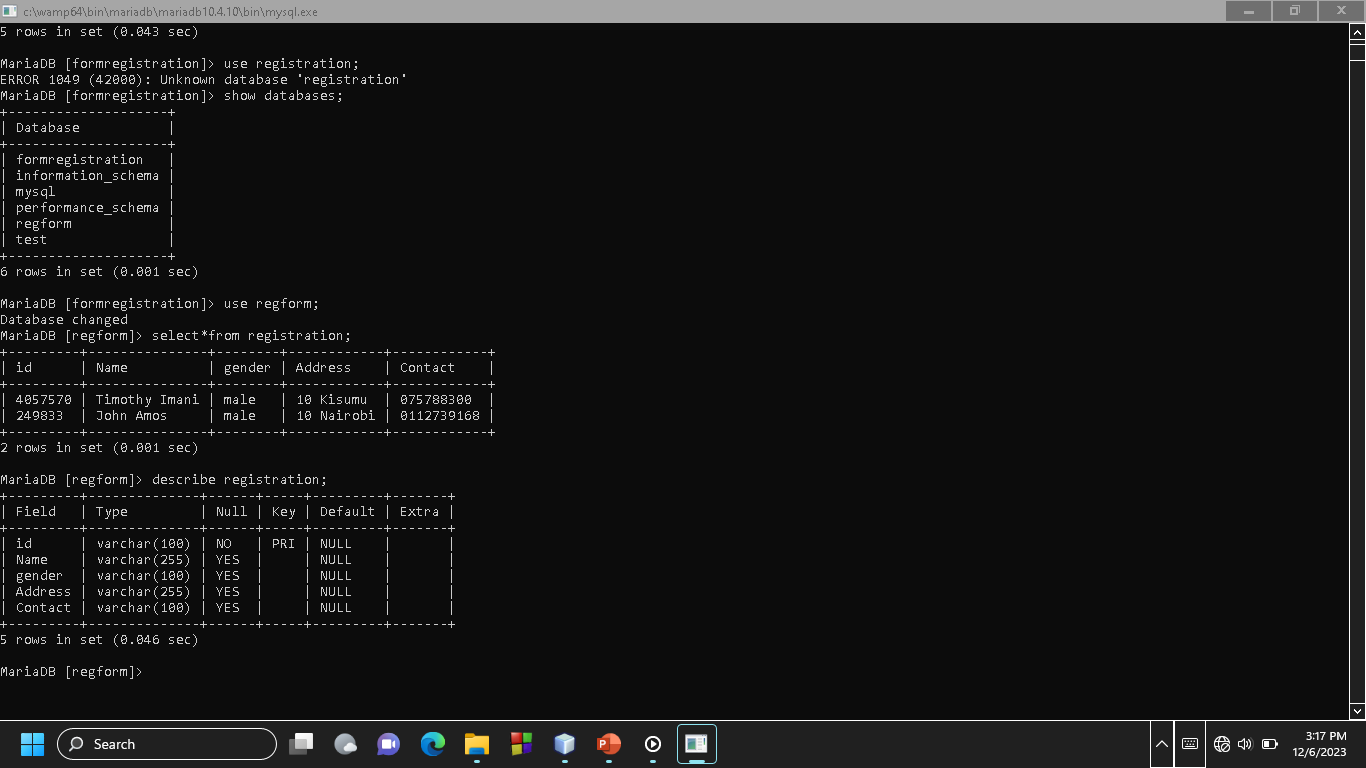 c:\wamp64\bin\mariadb\mariadb10.4.10\bin\mysql.exe
5 rows in set (0.043 sec)
MariaDB [formregistration]> use registration;
ERROR 1049 (42000): Unknown database 'registration'
MariaDB [formregistration]> show databases;
+--------------------+
| Database           |
+--------------------+
| formregistration   |
| information_schema |
| mysql              |
| performance_schema |
| regform            |
| test               |
+--------------------+
6 rows in set (0.001 sec)
MariaDB [formregistration]> use regform;
Database changed
MariaDB [regform]> select*from registration;
+---------+---------------+--------+------------+------------+
| id      | Name          | gender | Address    | Contact    |
+---------+---------------+--------+------------+------------+
| 4057570 | Timothy Imani | male   | 10 Kisumu  | 075788300  |
| 249833  | John Amos     | male   | 10 Nairobi | 0112739168 |
+---------+---------------+--------+------------+------------+
2 rows in set (0.001 sec)
MariaDB [regform]> describe registration;
+---------+--------------+------+-----+---------+-------+
| Field   | Type         | Null | Key | Default | Extra |
+---------+--------------+------+-----+---------+-------+
| id      | varchar(100) | NO   | PRI | NULL    |       |
| Name    | varchar(255) | YES  |     | NULL    |       |
| gender  | varchar(100) | YES  |     | NULL    |       |
| Address | varchar(255) | YES  |     | NULL    |       |
| Contact | varchar(100) | YES  |     | NULL    |       |
+---------+--------------+------+-----+---------+-------+
5 rows in set (0.046 sec)
MariaDB [regform]>
Search
3:17 PM
12/6/2023